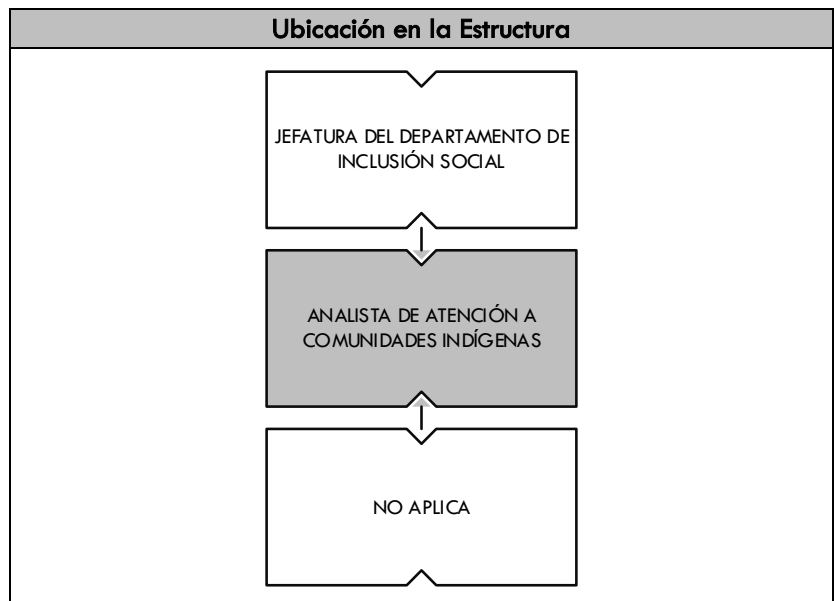 Ubicación en la Estructura
JEFATURA DEL DEPARTAMENTO DE
INCLUSIÓN SOCIAL
ANALISTA DE ATENCIÓN A
COMUNIDADES INDÍGENAS
NO APLICA